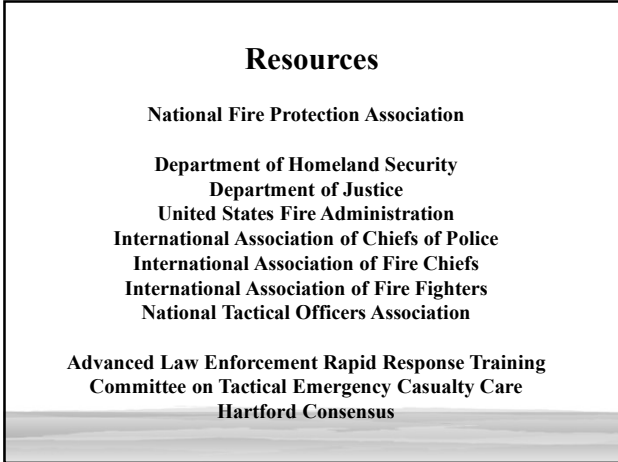 Resources
National Fire Protection Association
Department of Homeland Security
Department of Justice
United States Fire Administration
International Association of Chiefs of Police
International Association of Fire Chiefs
International Association of Fire Fighters
National Tactical Officers Association
Advanced Law Enforcement Rapid Response Training
Committee on Tactical Emergency Casualty Care
Hartford Consensus